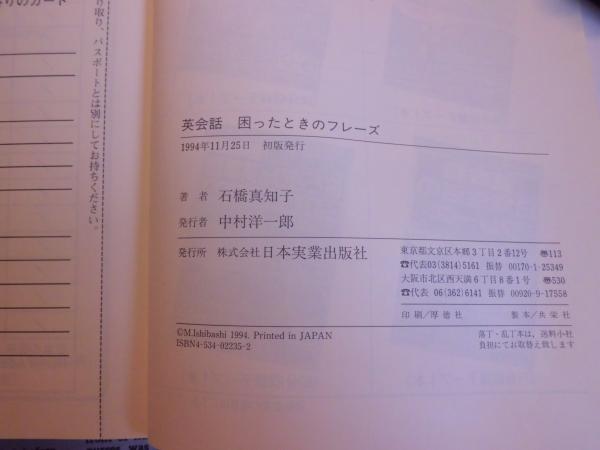 りのカード
り取り、パスポートとは別にしてお持ちください。
英会話 困ったときのフレーズ
1994年11月25日 初版発行
著 者 石橋真知子
発行者 中村洋一郎
発行所 株式会社日本実業出版社
東京都文京区本郷3丁目2番12号 〠113
☎代表03(3814)5161 振替 00170-1-25349
大阪市北区西天満6丁目8番1号 〠530
☎代表 06(362)6141 振替 00920-9-17558
印刷/厚徳社 製本/共栄社
©M.Ishibashi 1994. Printed in JAPAN
ISBN4-534-02235-2
落丁・乱丁本は、送料小社
負担にてお取替え致します